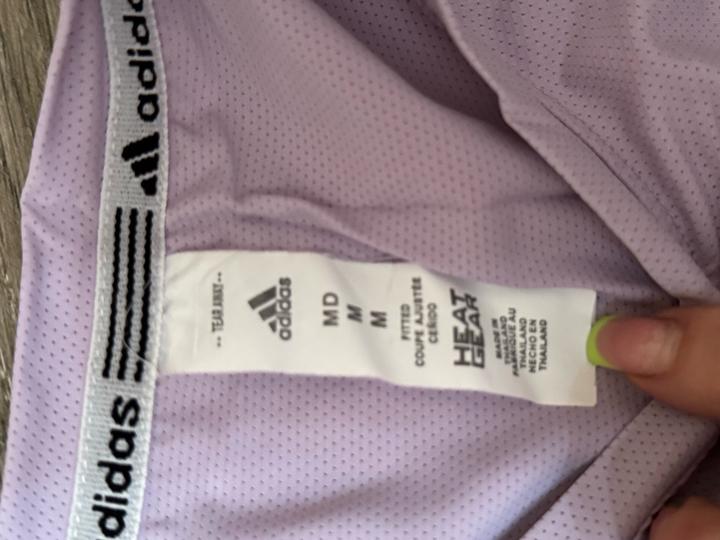 adidas
adidas
-- TEAR AWAY --
adidas
MD
M
M
FITTED
COUPE AJUSTÉE
CEÑIDO
HEAT
GEAR
MADE IN
THAILAND
FABRIQUE AU
THAILAND
HECHO EN
THAILAND